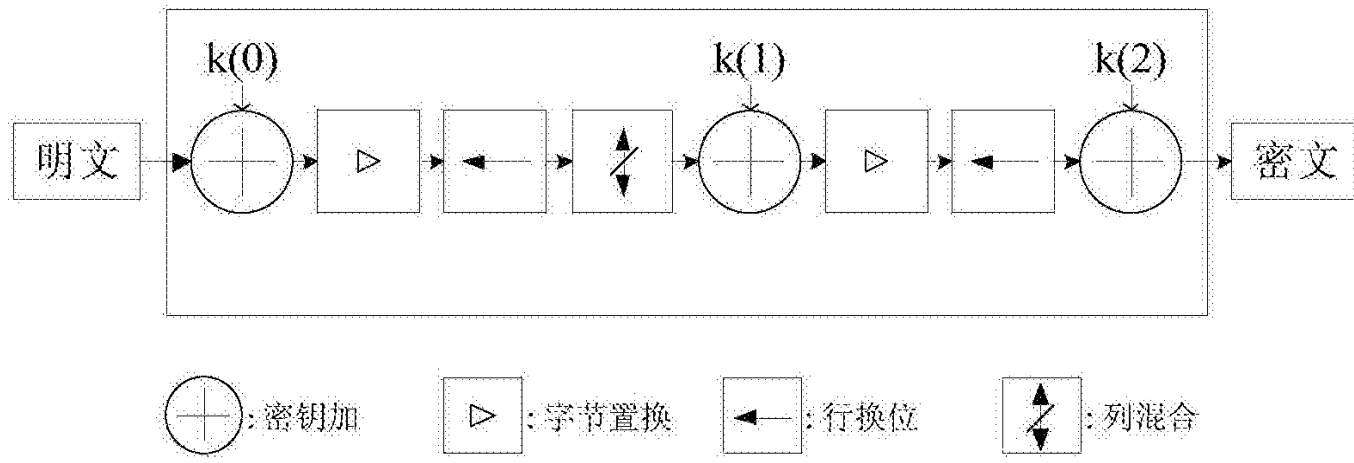 k(0) k(1) k(2)
明文 密文
: 密钥加 : 字节置换 : 行换位 : 列混合